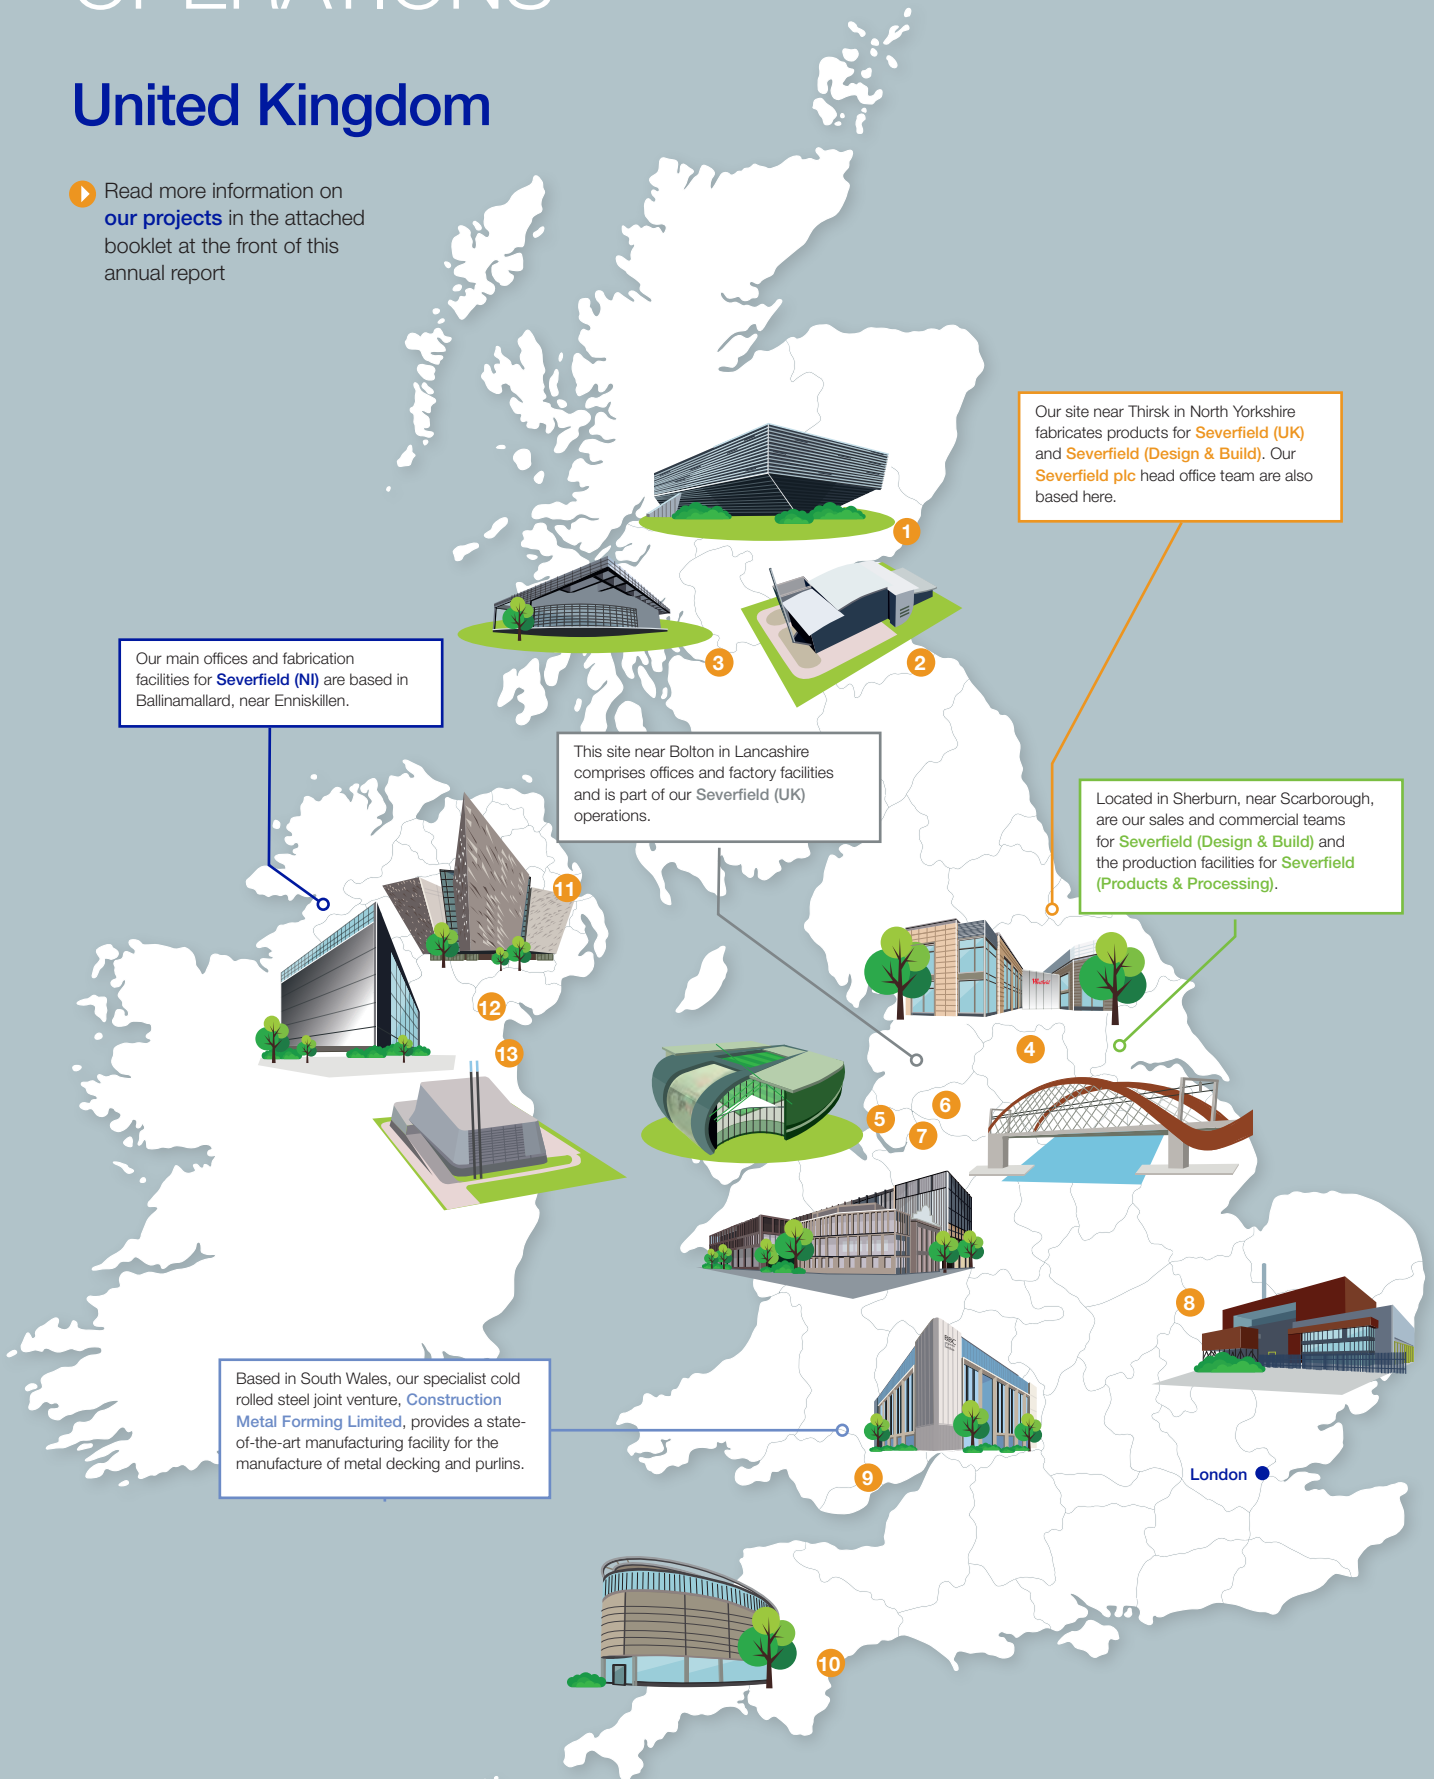 OPERATIONS
United Kingdom
Read more information on
our projects in the attached
booklet at the front of this
annual report
Our site near Thirsk in North Yorkshire
fabricates products for Severfield (UK)
and Severfield (Design & Build). Our
Severfield plc head office team are also
based here.
1
2
3
Our main offices and fabrication
facilities for Severfield (NI) are based in
Ballinamallard, near Enniskillen.
This site near Bolton in Lancashire
comprises offices and factory facilities
and is part of our Severfield (UK)
operations.
Located in Sherburn, near Scarborough,
are our sales and commercial teams
for Severfield (Design & Build) and
the production facilities for Severfield
(Products & Processing).
11
Westfield
12
13
4
5
6
7
8
BBC
Based in South Wales, our specialist cold
rolled steel joint venture, Construction
Metal Forming Limited, provides a state-
of-the-art manufacturing facility for the
manufacture of metal decking and purlins.
9
London
10